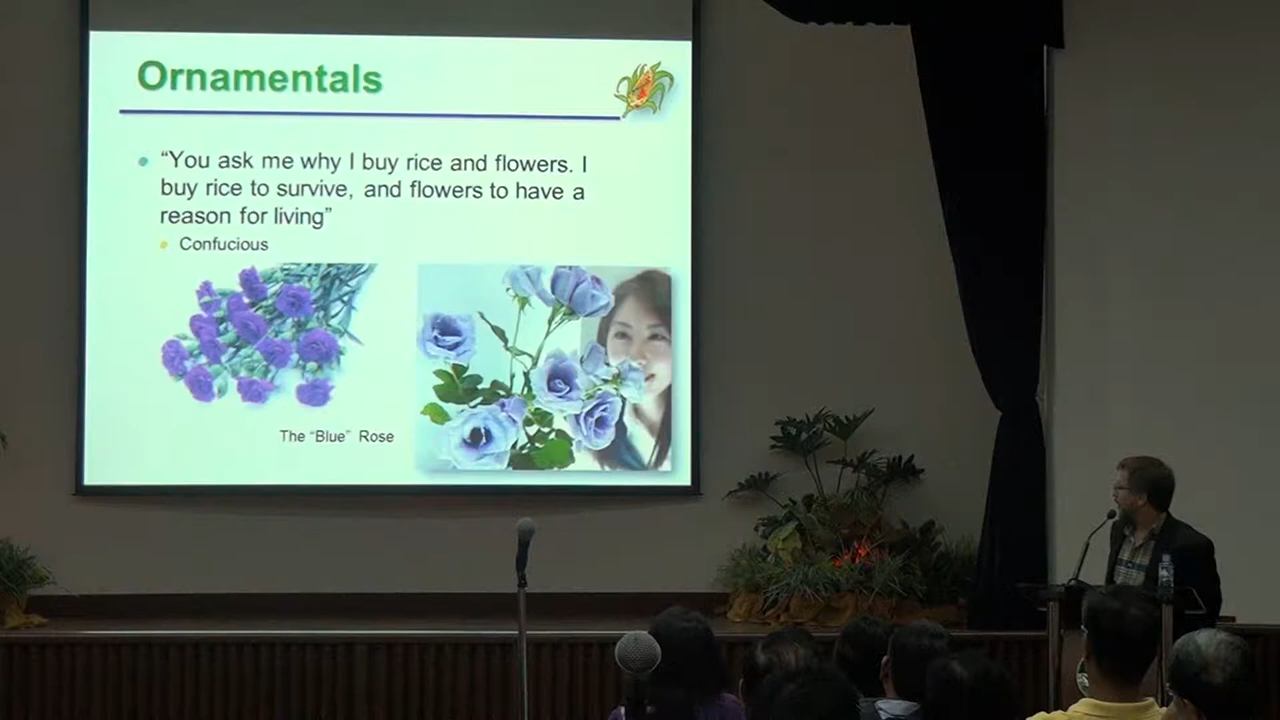 Ornamentals
“You ask me why I buy rice and flowers. I
buy rice to survive, and flowers to have a
reason for living”
Confucious
The “Blue” Rose